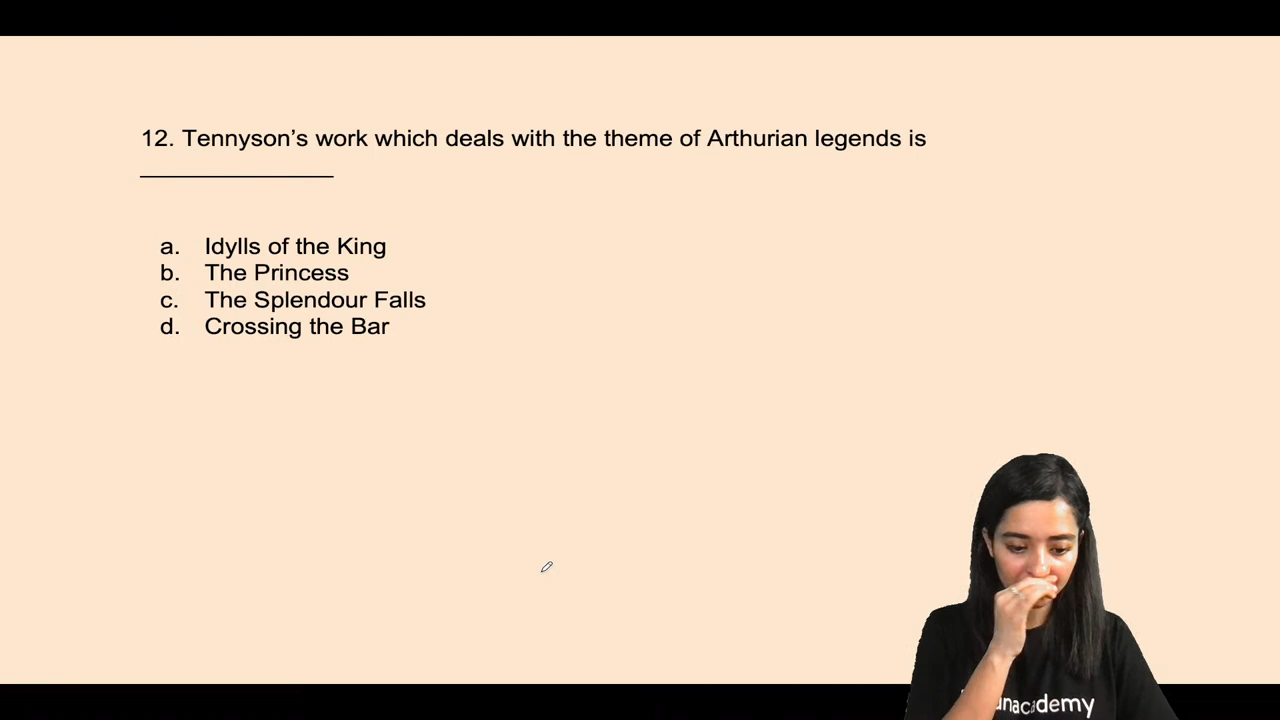 12. Tennyson’s work which deals with the theme of Arthurian legends is
______________
a. Idylls of the King
b. The Princess
c. The Splendour Falls
d. Crossing the Bar